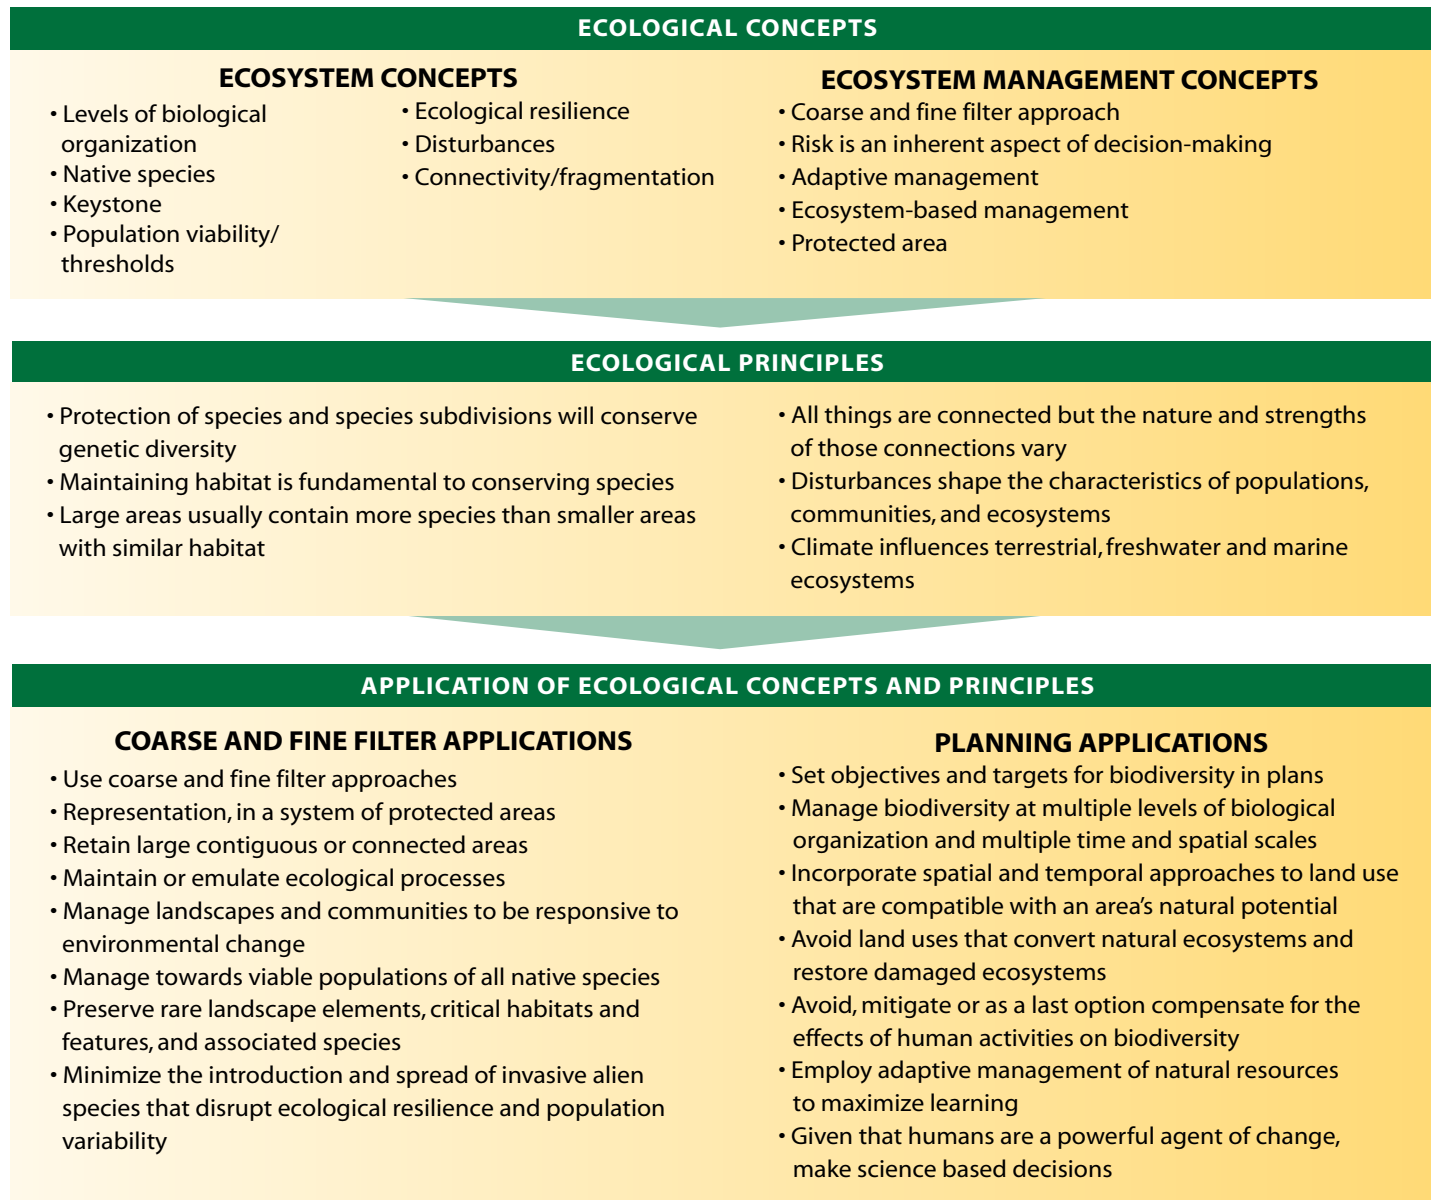 ECOLOGICAL CONCEPTS
ECOSYSTEM CONCEPTS
• Levels of biological
organization
• Native species
• Keystone
• Population viability/
thresholds
• Ecological resilience
• Disturbances
• Connectivity/fragmentation
ECOSYSTEM MANAGEMENT CONCEPTS
• Coarse and fine filter approach
• Risk is an inherent aspect of decision-making
• Adaptive management
• Ecosystem-based management
• Protected area
ECOLOGICAL PRINCIPLES
• Protection of species and species subdivisions will conserve
genetic diversity
• Maintaining habitat is fundamental to conserving species
• Large areas usually contain more species than smaller areas
with similar habitat
• All things are connected but the nature and strengths
of those connections vary
• Disturbances shape the characteristics of populations,
communities, and ecosystems
• Climate influences terrestrial, freshwater and marine
ecosystems
APPLICATION OF ECOLOGICAL CONCEPTS AND PRINCIPLES
COARSE AND FINE FILTER APPLICATIONS
• Use coarse and fine filter approaches
• Representation, in a system of protected areas
• Retain large contiguous or connected areas
• Maintain or emulate ecological processes
• Manage landscapes and communities to be responsive to
environmental change
• Manage towards viable populations of all native species
• Preserve rare landscape elements, critical habitats and
features, and associated species
• Minimize the introduction and spread of invasive alien
species that disrupt ecological resilience and population
variability
PLANNING APPLICATIONS
• Set objectives and targets for biodiversity in plans
• Manage biodiversity at multiple levels of biological
organization and multiple time and spatial scales
• Incorporate spatial and temporal approaches to land use
that are compatible with an area's natural potential
• Avoid land uses that convert natural ecosystems and
restore damaged ecosystems
• Avoid, mitigate or as a last option compensate for the
effects of human activities on biodiversity
• Employ adaptive management of natural resources
to maximize learning
• Given that humans are a powerful agent of change,
make science based decisions